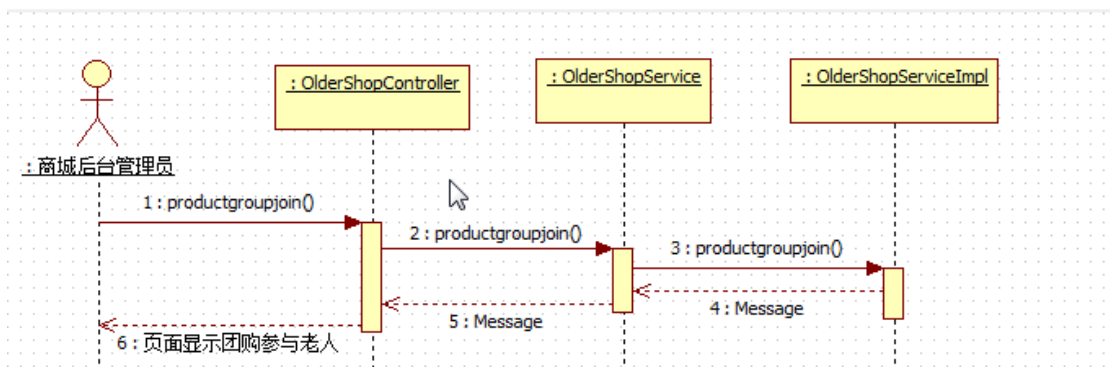 : OlderShopController
: OlderShopService
: OlderShopServiceImpl
: 商城后台管理员
1 : productgroupjoin()
2 : productgroupjoin()
3 : productgroupjoin()
4 : Message
5 : Message
6 : 页面显示团购参与老人